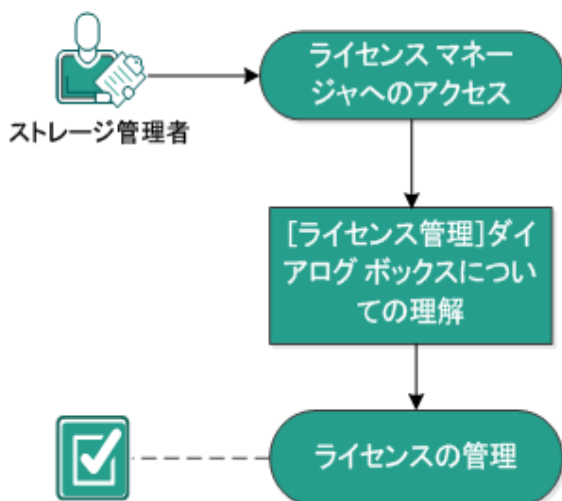 ライセンス マネー
ジャへのアクセス
ストレージ管理者
[ライセンス管理]ダイ
アログ ボックスについ
ての理解
ライセンスの管理